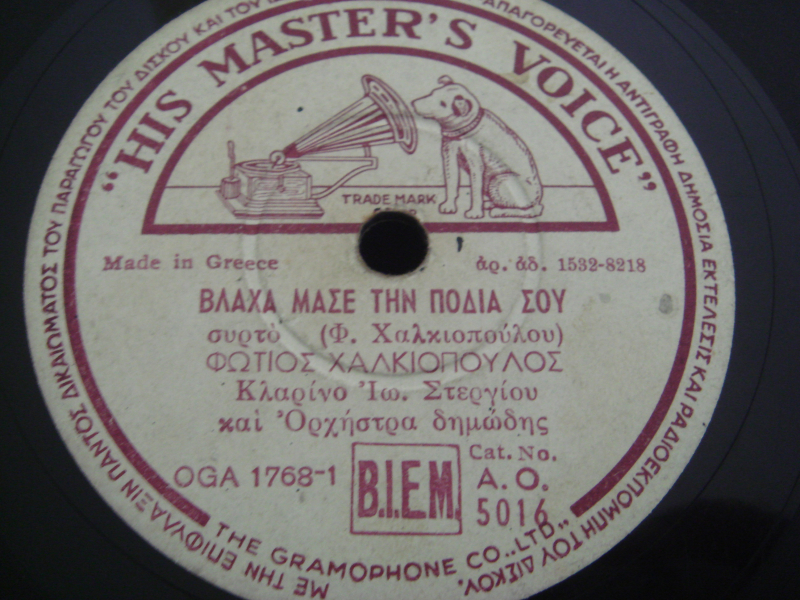 "HIS MASTER'S VOICE"
TRADE MARK
Made in Greece
ἀρ. ἀδ. 1532-8218
ΒΛΑΧΑ ΜΑΣΕ ΤΗΝ ΠΟΔΙΑ ΣΟΥ
συρτὸ (Φ. Χαλκιοπούλου)
ΦΩΤΙΟΣ ΧΑΛΚΙΟΠΟΥΛΟΣ
Κλαρίνο Ἰω. Στεργίου
καὶ Ὀρχήστρα δημώδης
OGA 1768-1
B.I.E.M.
Cat. No.
A. O.
5016
THE GRAMOPHONE CO., LTD.,
ΜΕ ΤΗΝ ΕΠΙΦΥΛΑΞΙΝ ΠΑΝΤΟΣ ΔΙΚΑΙΩΜΑΤΟΣ ΤΟΥ ΠΑΡΑΓΩΓΟΥ ΤΟΥ ΔΙΣΚΟΥ ΚΑΙ ΤΟΥ
ΑΠΑΓΟΡΕΥΕΤΑΙ Η ΑΝΤΙΓΡΑΦΗ ΔΗΜΟΣΙΑ ΕΚΤΕΛΕΣΙΣ ΚΑΙ ΡΑΔΙΟΕΚΠΟΜΠΗ ΤΟΥ ΔΙΣΚΟΥ.